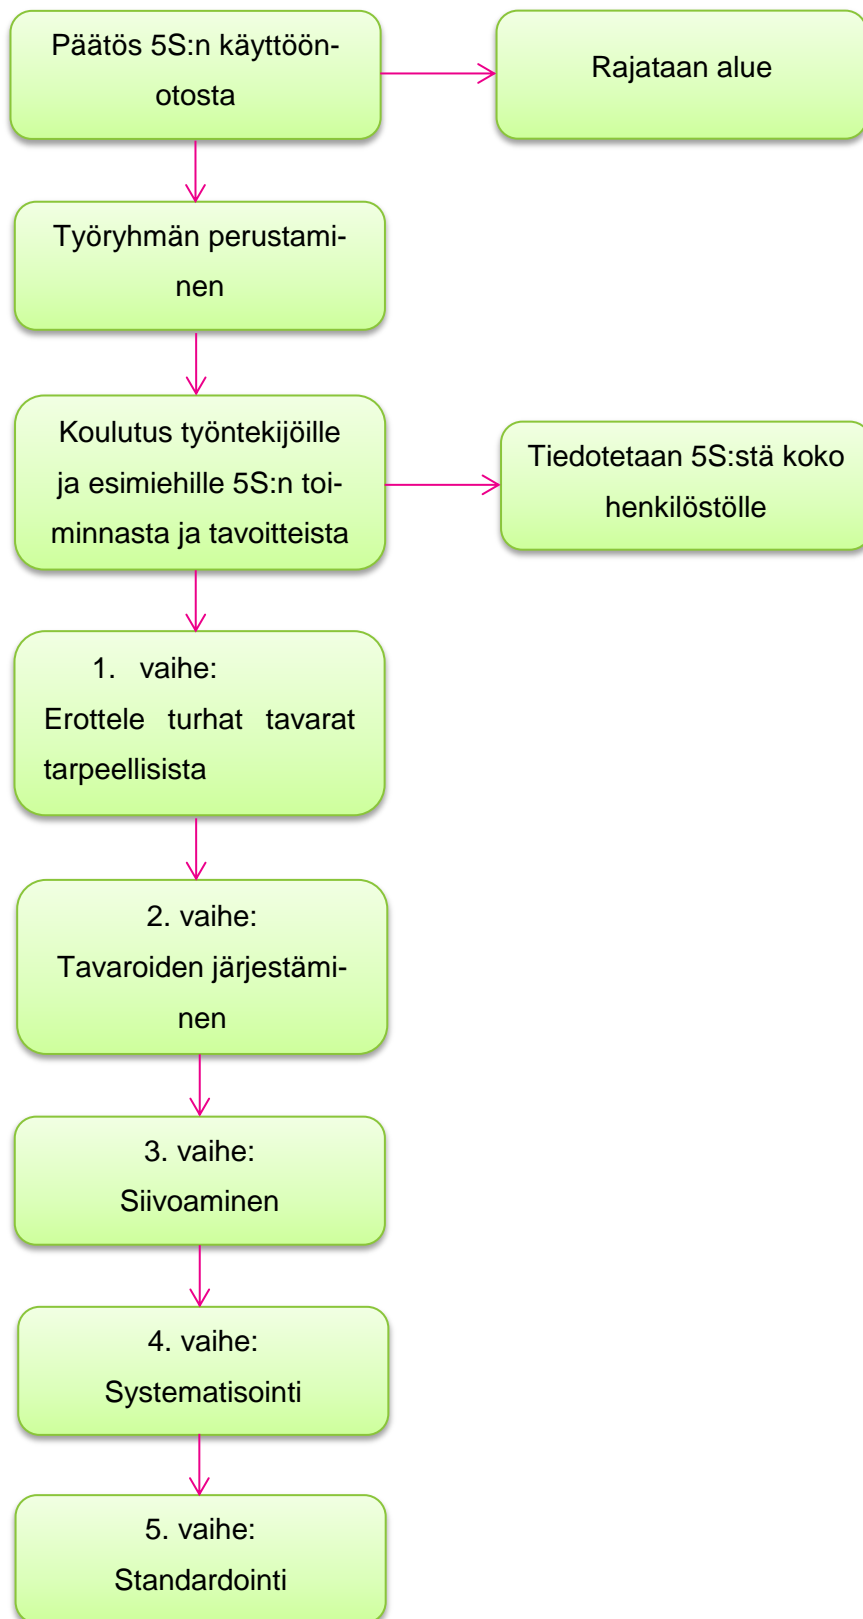 Päätös 5S:n käyttöön-
otosta
Rajataan alue
Työryhmän perustami-
nen
Koulutus työntekijöille
ja esimiehille 5S:n toi-
minnasta ja tavoitteista
Tiedotetaan 5S:stä koko
henkilöstölle
1. vaihe:
Erottele turhat tavarat
tarpeellisista
2. vaihe:
Tavaroiden järjestämi-
nen
3. vaihe:
Siivoaminen
4. vaihe:
Systematisointi
5. vaihe:
Standardointi